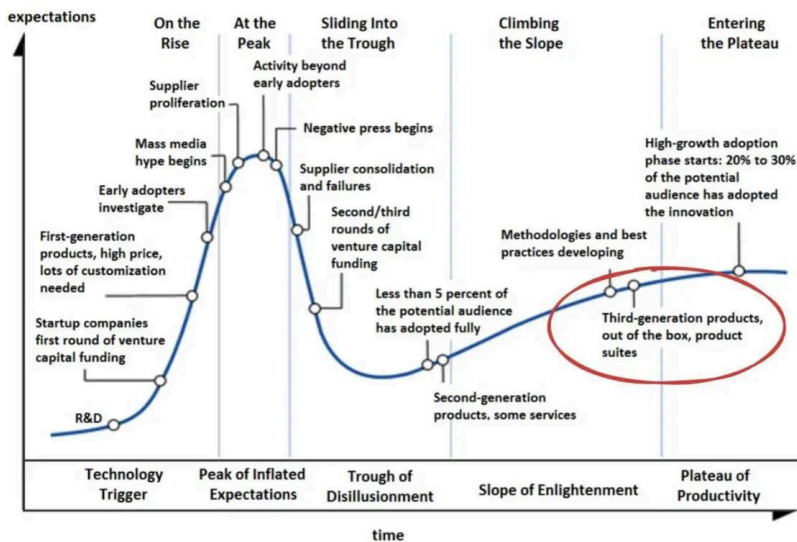 expectations
On the
Rise
At the
Peak
Sliding Into
the Trough
Climbing
the Slope
Entering
the Plateau
Activity beyond
early adopters
Supplier
proliferation
Negative press begins
Mass media
hype begins
High-growth adoption
phase starts: 20% to 30%
of the potential
audience has adopted
the innovation
Supplier consolidation
and failures
Early adopters
investigate
Second/third
rounds of
venture capital
funding
Methodologies and best
practices developing
First-generation
products, high price,
lots of customization
needed
Less than 5 percent of
the potential audience
has adopted fully
Third-generation products,
out of the box, product
suites
Startup companies
first round of venture
capital funding
Second-generation
products, some services
R&D
Technology
Trigger
Peak of Inflated
Expectations
Trough of
Disillusionment
Slope of Enlightenment
Plateau of
Productivity
time